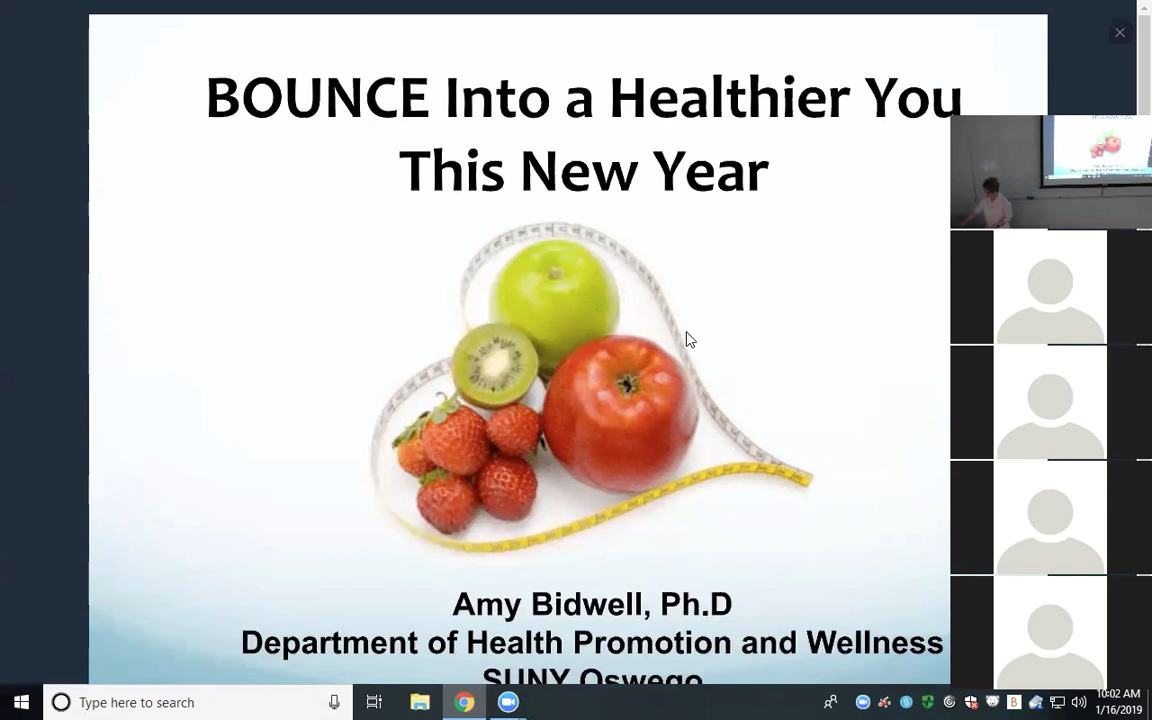 BOUNCE Into a Healthier You
This New Year
Amy Bidwell, Ph.D
Department of Health Promotion and Wellness
SUNY Oswego
Type here to search
10:02 AM
1/16/2019